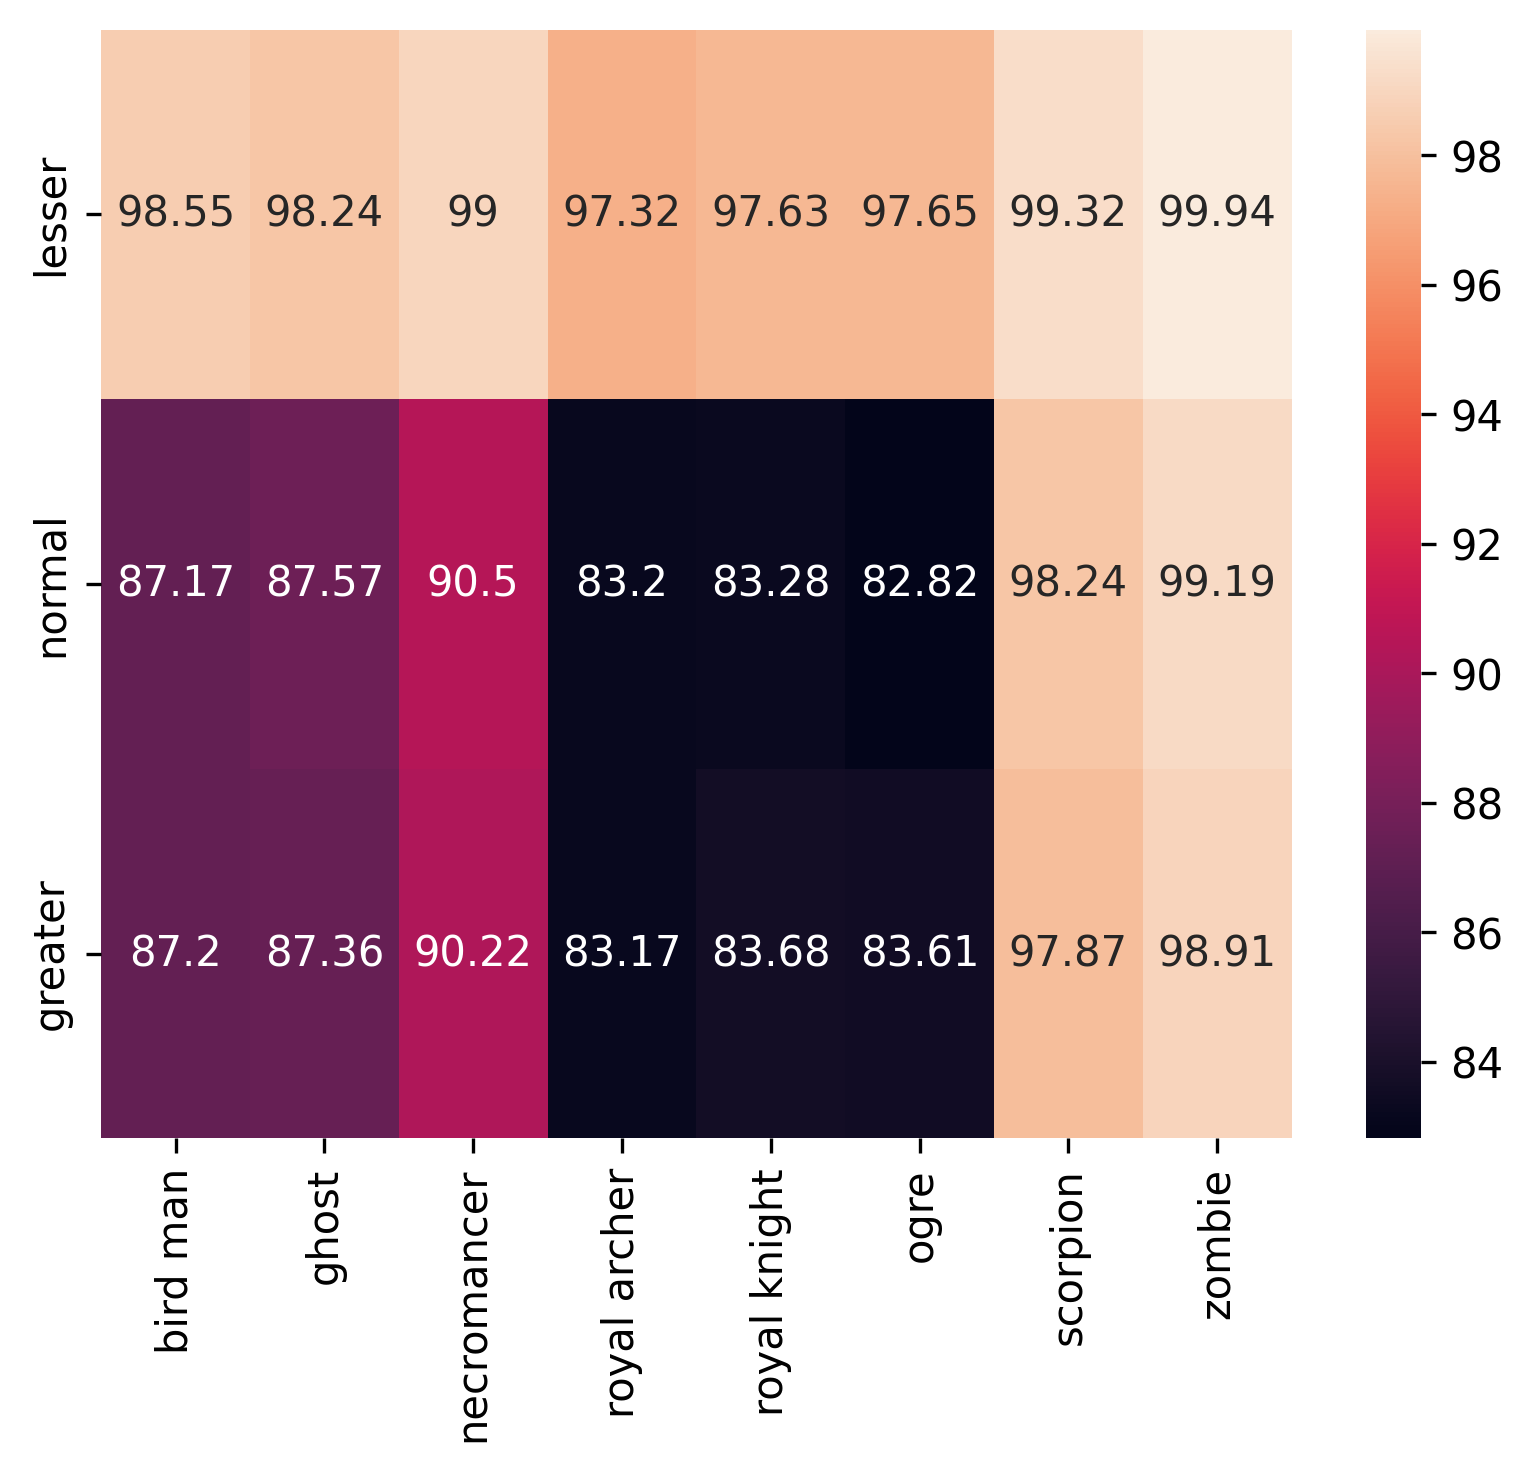 lesser 98.55 98.24 99 97.32 97.63 97.65 99.32 99.94
normal 87.17 87.57 90.5 83.2 83.28 82.82 98.24 99.19
greater 87.2 87.36 90.22 83.17 83.68 83.61 97.87 98.91
bird man
ghost
necromancer
royal archer
royal knight
ogre
scorpion
zombie
98
96
94
92
90
88
86
84